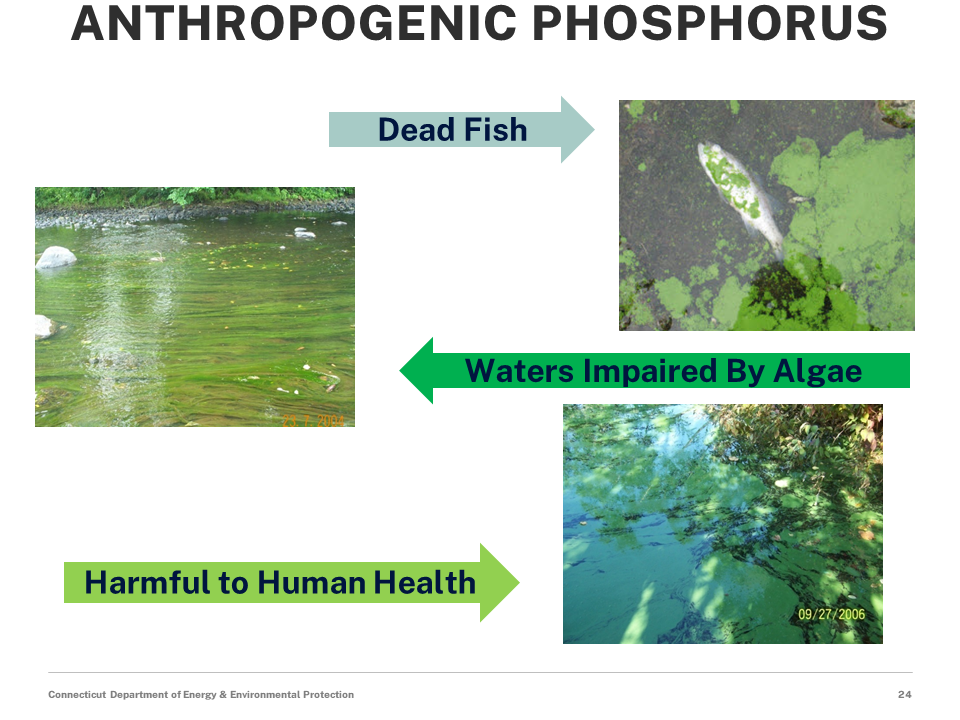 ANTHROPOGENIC PHOSPHORUS
Dead Fish
Waters Impaired By Algae
Harmful to Human Health
09/27/2006
Connecticut Department of Energy & Environmental Protection
24